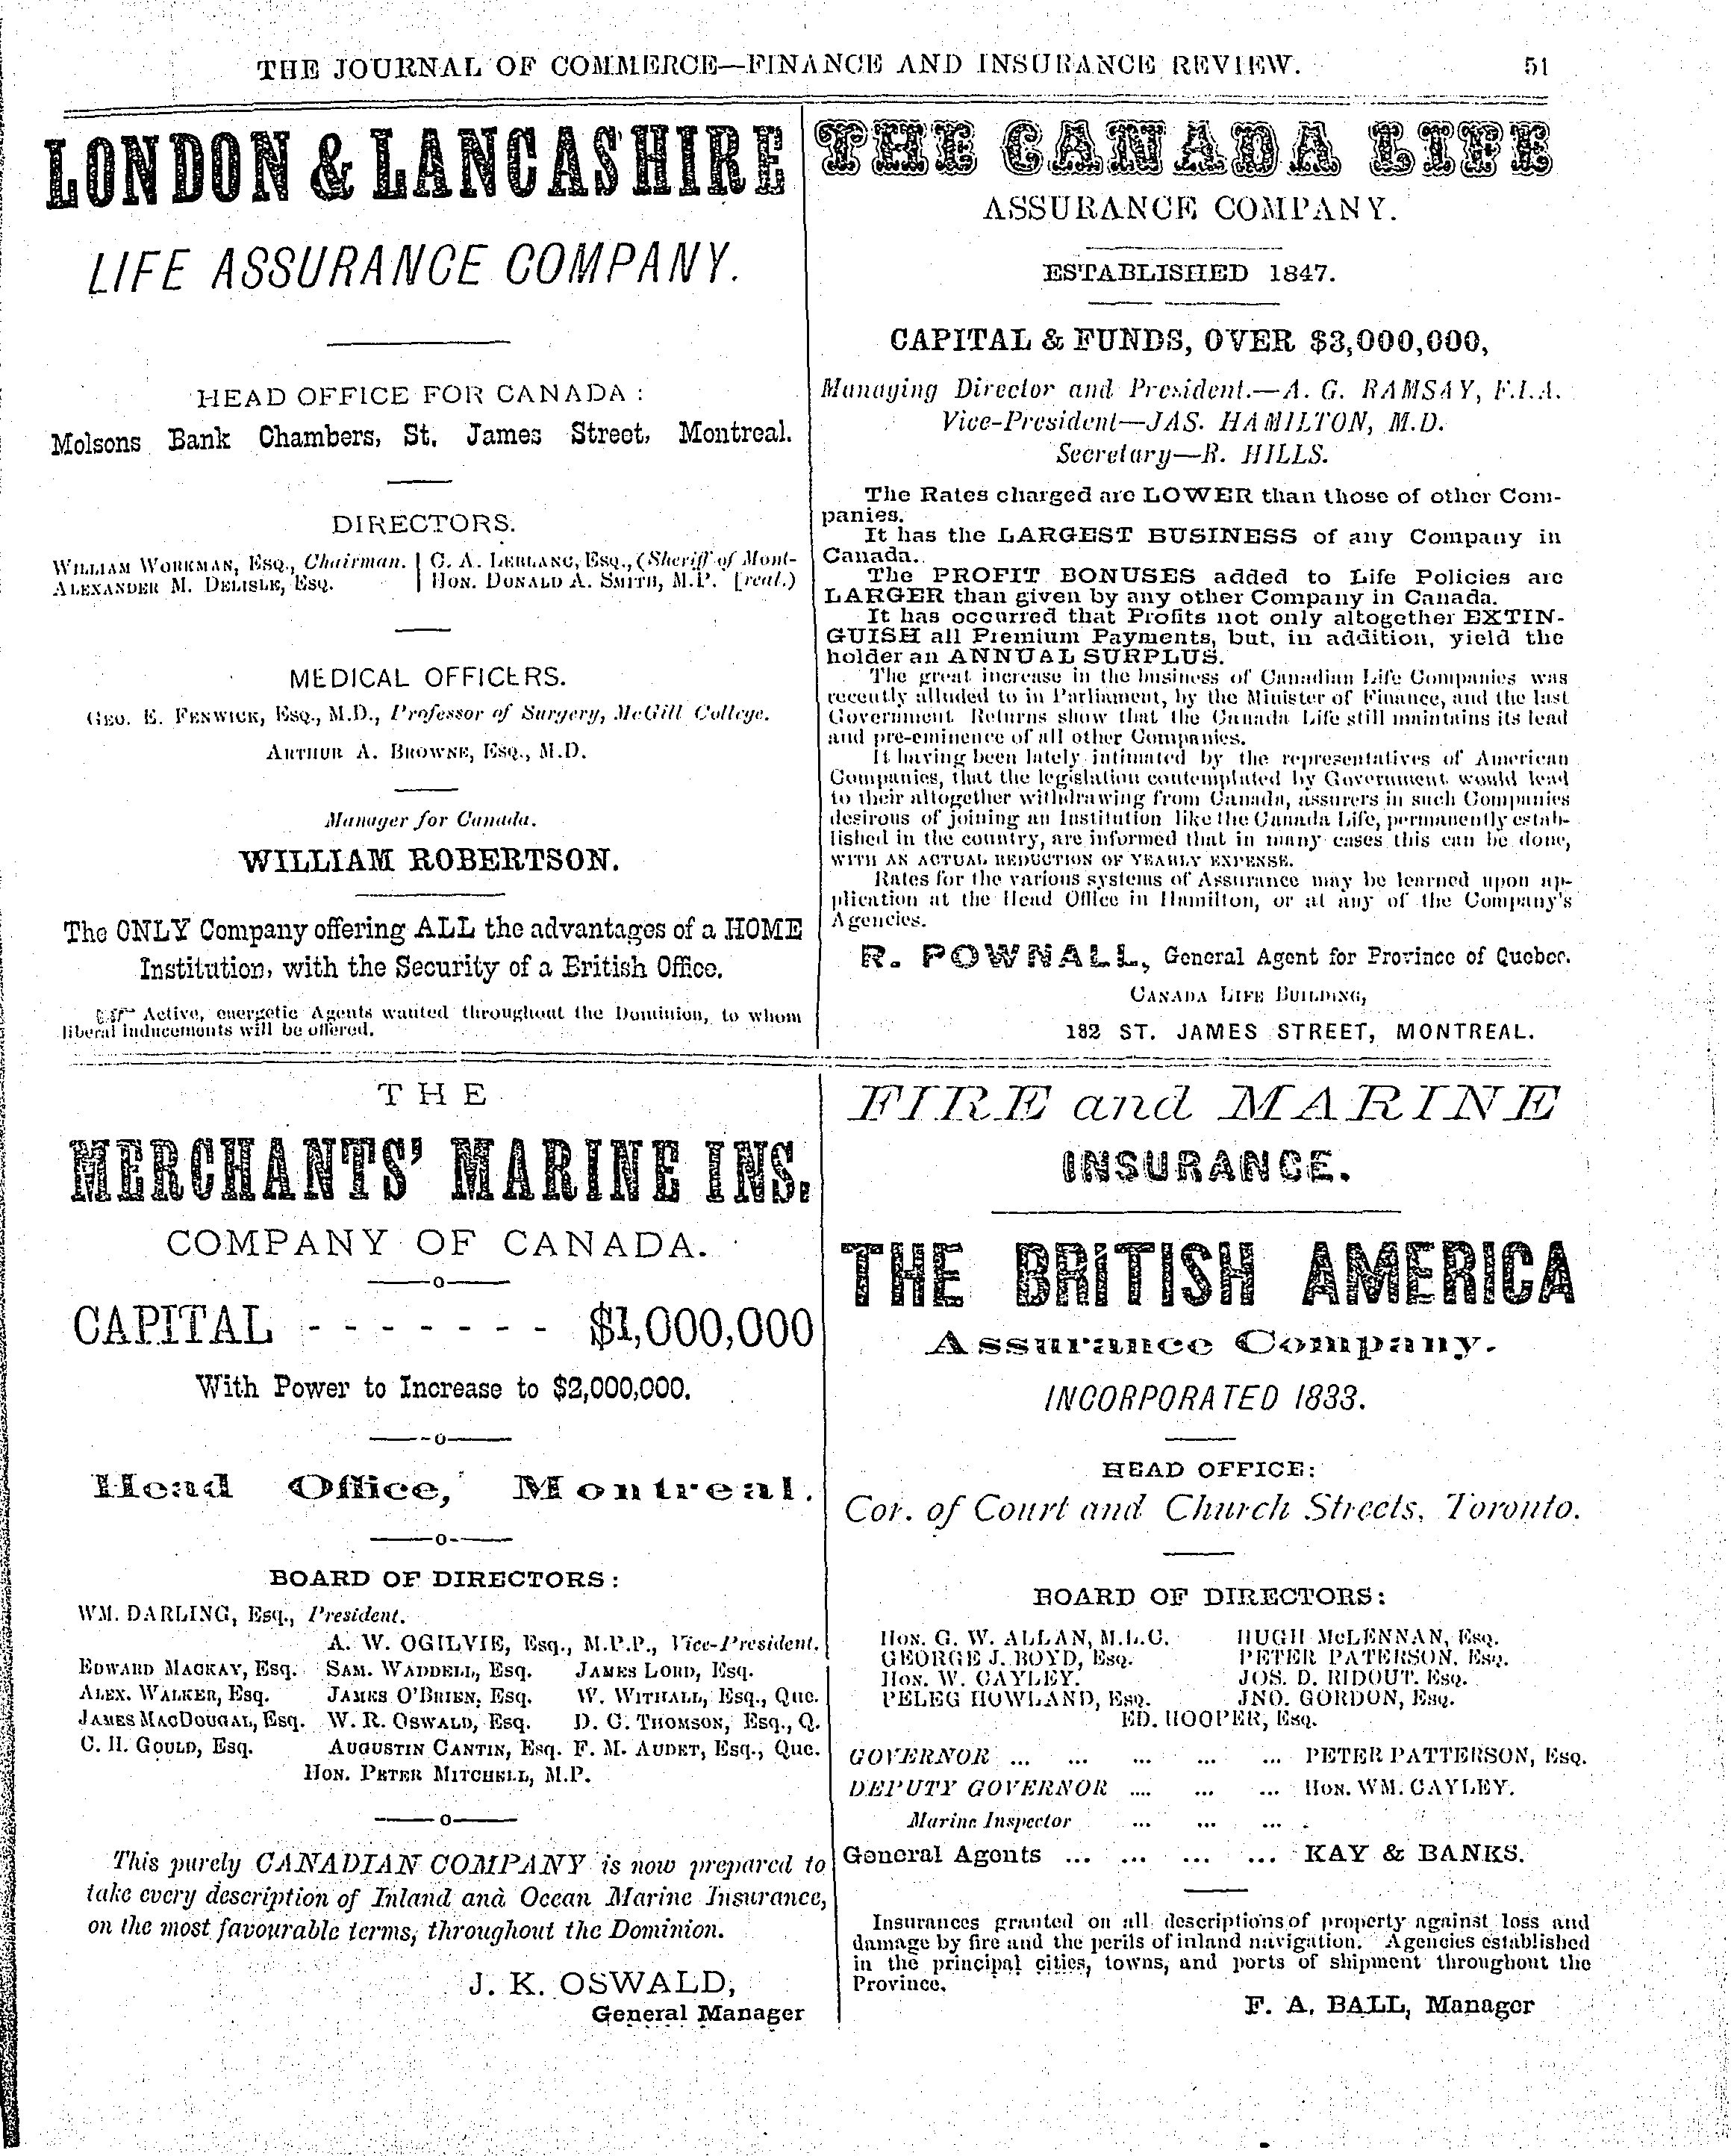 THE JOURNAL OF COMMERCE—FINANCE AND INSURANCE REVIEW. 51
LONDON & LANCASHIRE
LIFE ASSURANCE COMPANY.
HEAD OFFICE FOR CANADA:
Molsons Bank Chambers, St. James Street, Montreal.
DIRECTORS.
WILLIAM WORKMAN, ESQ., Chairman. | C. A. LEBLANC, ESQ., (Sheriff of Mont-
ALEXANDER M. DELISLE, ESQ. | HON. DONALD A. SMITH, M.P. [real.)
MEDICAL OFFICERS.
GEO. E. FENWICK, ESQ., M.D., Professor of Surgery, McGill College.
ARTHUR A. BROWNE, ESQ., M.D.
Manager for Canada.
WILLIAM ROBERTSON.
The ONLY Company offering ALL the advantages of a HOME
Institution, with the Security of a British Office.
Active, energetic Agents wanted throughout the Dominion, to whom
liberal inducements will be offered.
THE CANADA LIFE
ASSURANCE COMPANY.
ESTABLISHED 1847.
CAPITAL & FUNDS, OVER $3,000,000,
Managing Director and President.—A. G. RAMSAY, F.I.A.
Vice-President—JAS. HAMILTON, M.D.
Secretary—R. HILLS.
The Rates charged are LOWER than those of other Com-
panies.
It has the LARGEST BUSINESS of any Company in
Canada.
The PROFIT BONUSES added to Life Policies are
LARGER than given by any other Company in Canada.
It has occurred that Profits not only altogether EXTIN-
GUISH all Premium Payments, but, in addition, yield the
holder an ANNUAL SURPLUS.
The great increase in the business of Canadian Life Companies was
recently alluded to in Parliament, by the Minister of Finance, and the last
Government Returns show that the Canada Life still maintains its lead
and pre-eminence of all other Companies.
It having been lately intimated by the representatives of American
Companies, that the legislation contemplated by Government would lead
to their altogether withdrawing from Canada, assurers in such Companies
desirous of joining an Institution like the Canada Life, permanently estab-
lished in the country, are informed that in many cases this can be done,
WITH AN ACTUAL REDUCTION OF YEARLY EXPENSE.
Rates for the various systems of Assurance may be learned upon ap-
plication at the Head Office in Hamilton, or at any of the Company's
Agencies.
R. POWNALL, General Agent for Province of Quebec.
CANADA LIFE BUILDING,
182 ST. JAMES STREET, MONTREAL.
THE
MERCHANTS' MARINE INS.
COMPANY OF CANADA.
CAPITAL - - - - - - - $1,000,000
With Power to Increase to $2,000,000.
Head Office, Montreal.
BOARD OF DIRECTORS:
WM. DARLING, Esq., President.
A. W. OGILVIE, Esq., M.P.P., Vice-President.
EDWARD MACKAY, Esq. SAM. WADDELL, Esq. JAMES LORD, Esq.
ALEX. WALKER, Esq. JAMES O'BRIEN, Esq. W. WITHALL, Esq., Que.
JAMES MACDOUGAL, Esq. W. R. OSWALD, Esq. D. C. THOMSON, Esq., Q.
C. H. GOULD, Esq. AUGUSTIN CANTIN, Esq. F. M. AUDET, Esq., Que.
HON. PETER MITCHELL, M.P.
This purely CANADIAN COMPANY is now prepared to
take every description of Inland and Ocean Marine Insurance,
on the most favourable terms, throughout the Dominion.
J. K. OSWALD,
General Manager
FIRE and MARINE
INSURANCE.
THE BRITISH AMERICA
Assurance Company.
INCORPORATED 1833.
HEAD OFFICE:
Cor. of Court and Church Streets, Toronto.
BOARD OF DIRECTORS:
HON. G. W. ALLAN, M.L.C. HUGH McLENNAN, Esq.
GEORGE J. BOYD, Esq. PETER PATERSON, Esq.
HON. W. CAYLEY. JOS. D. RIDOUT. Esq.
PELEG HOWLAND, Esq. JNO. GORDON, Esq.
ED. HOOPER, Esq.
GOVERNOR ... ... ... ... ... PETER PATTERSON, Esq.
DEPUTY GOVERNOR .... ... ... HON. WM. CAYLEY.
Marine Inspector ... ... ... .
General Agents ... ... ... ... KAY & BANKS.
Insurances granted on all descriptions of property against loss and
damage by fire and the perils of inland navigation. Agencies established
in the principal cities, towns, and ports of shipment throughout the
Province.
F. A. BALL, Manager